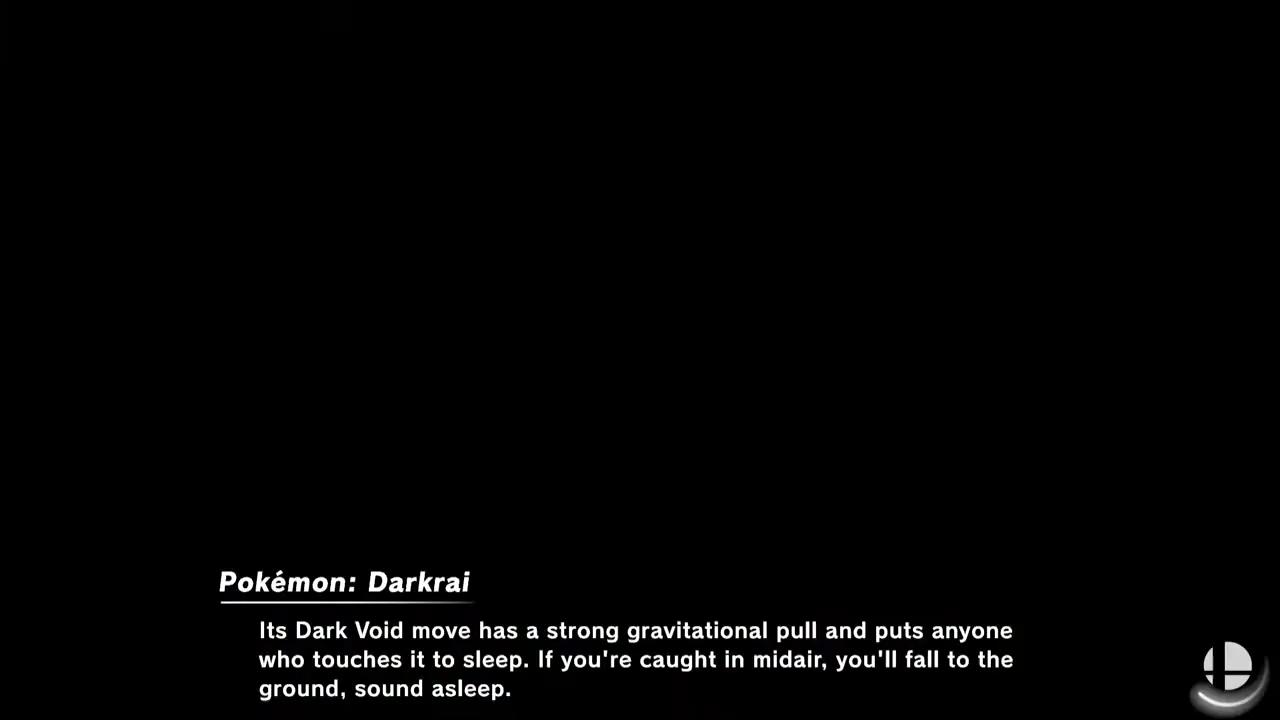 Pokémon: Darkrai
Its Dark Void move has a strong gravitational pull and puts anyone
who touches it to sleep. If you're caught in midair, you'll fall to the
ground, sound asleep.